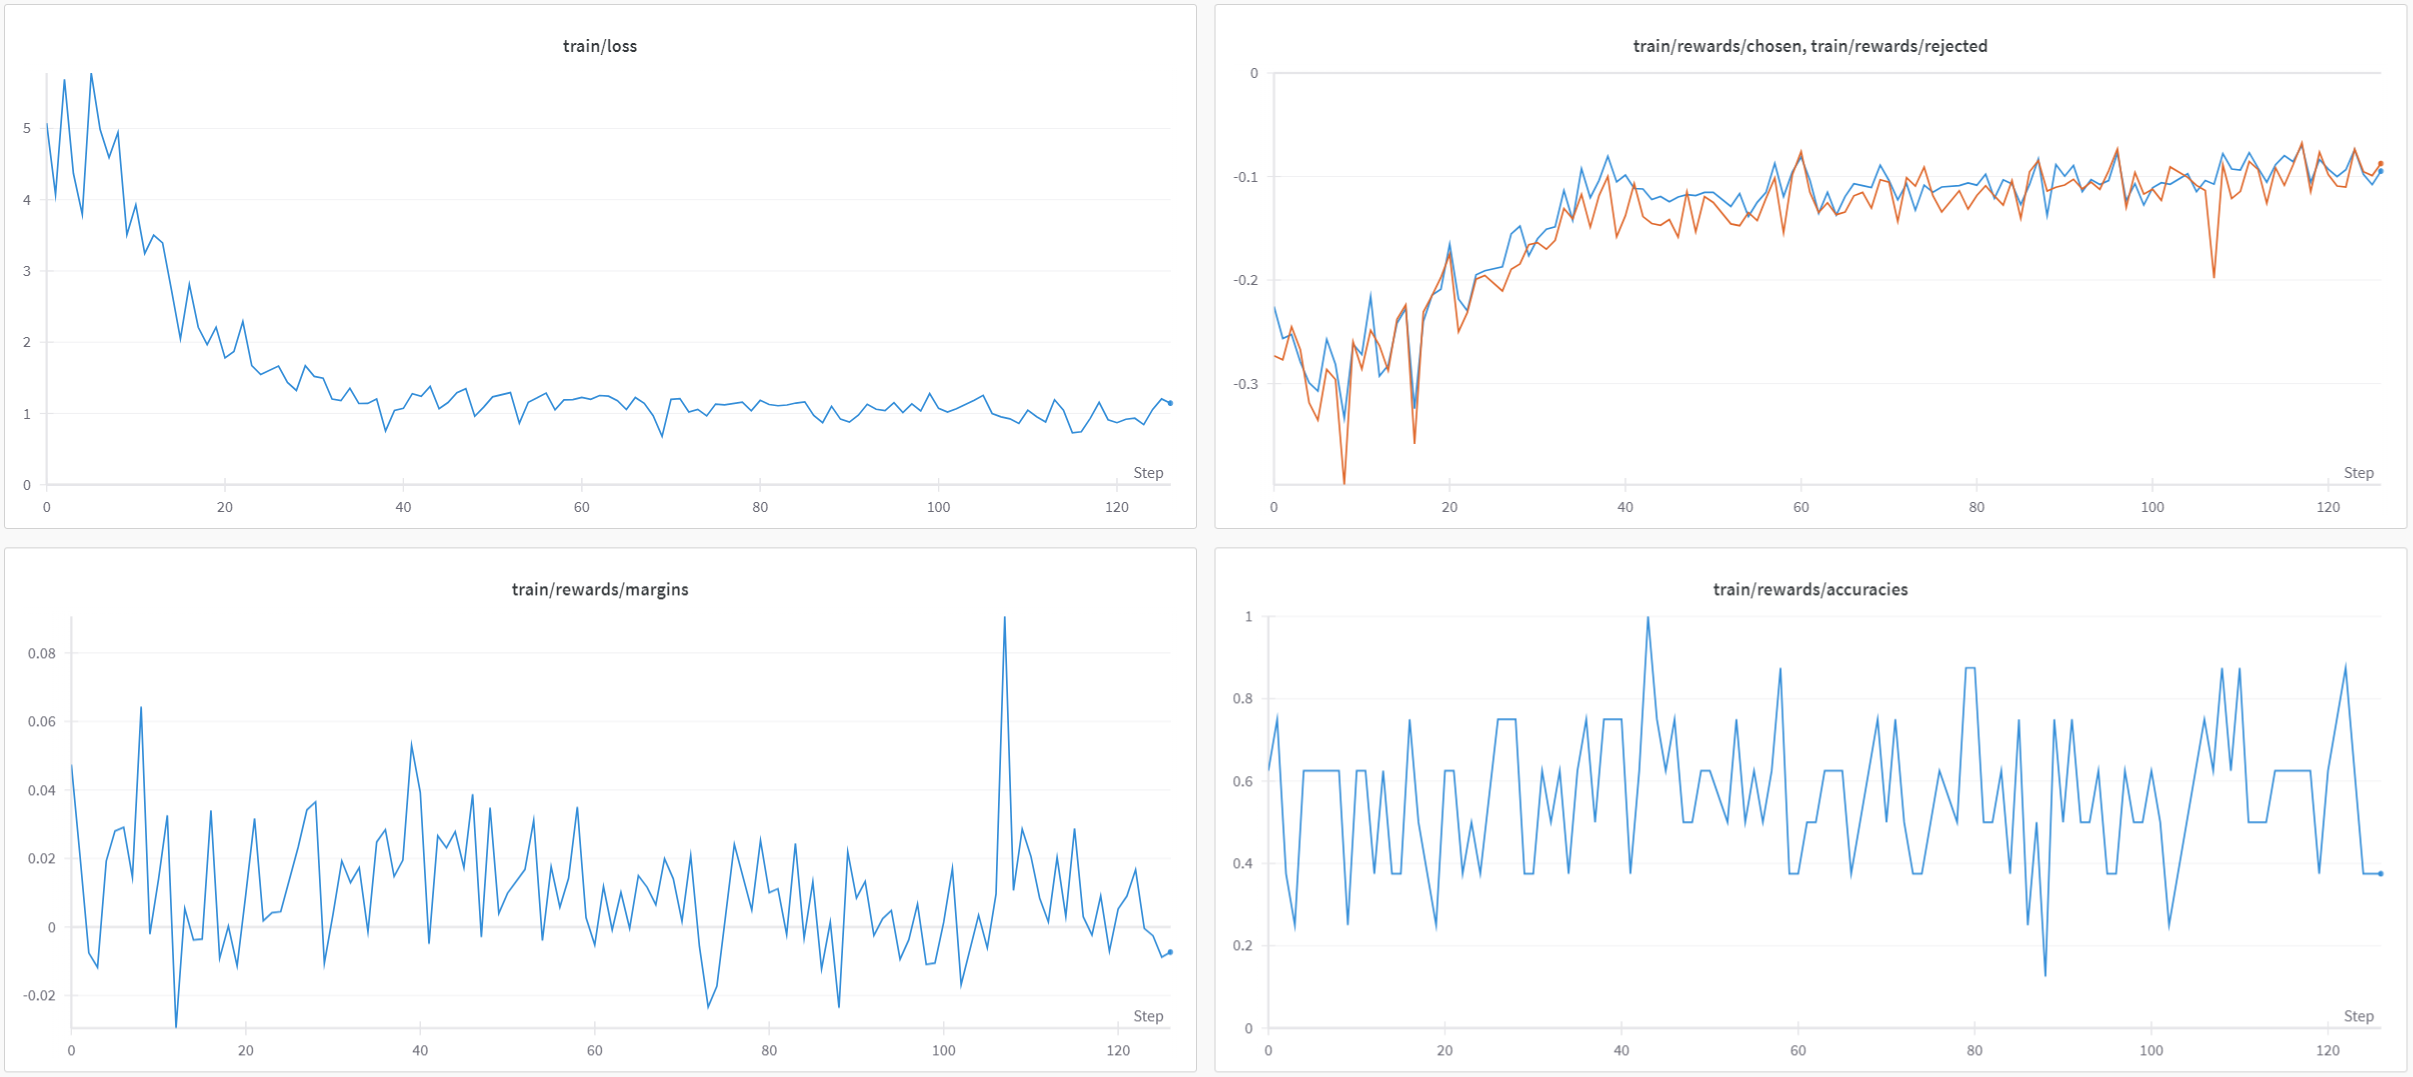 train/loss
5
4
3
2
1
0
Step
0 20 40 60 80 100 120
train/rewards/chosen, train/rewards/rejected
0
-0.1
-0.2
-0.3
Step
0 20 40 60 80 100 120
train/rewards/margins
0.08
0.06
0.04
0.02
0
-0.02
Step
0 20 40 60 80 100 120
train/rewards/accuracies
1
0.8
0.6
0.4
0.2
0
Step
0 20 40 60 80 100 120